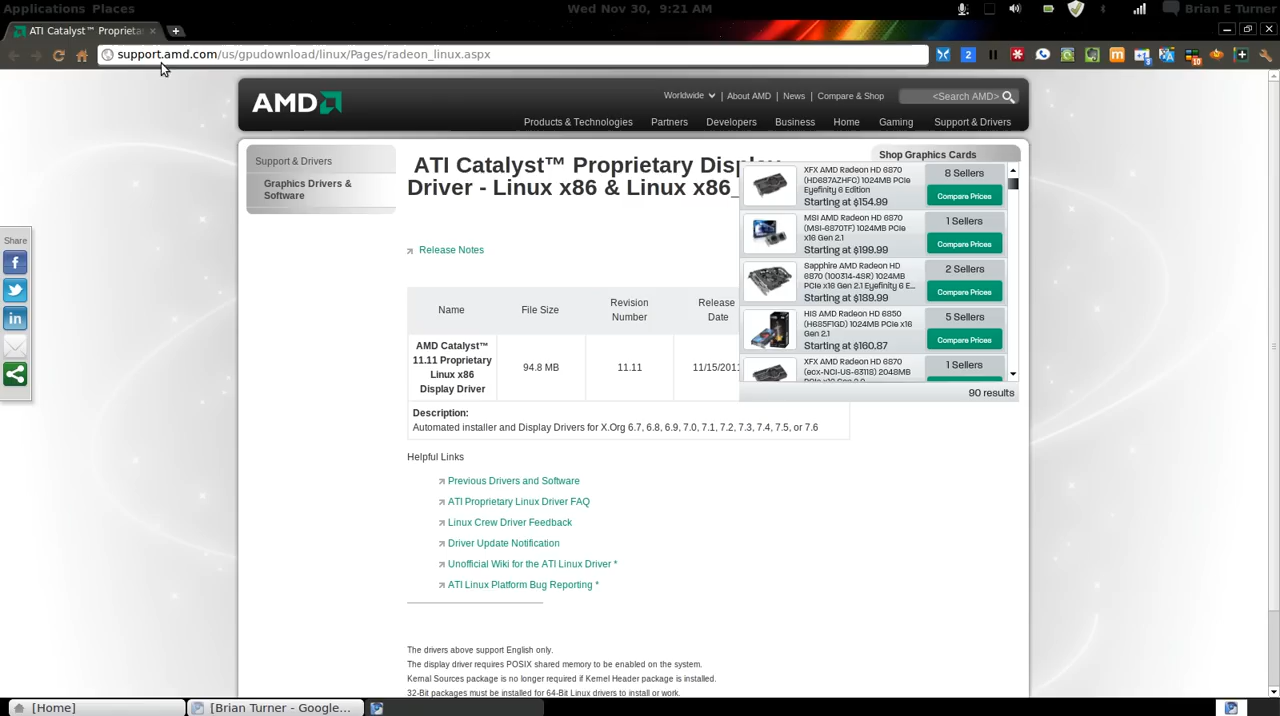 Applications Places
Wed Nov 30, 9:21 AM
Brian E Turner
ATI Catalyst™ Proprieta
support.amd.com/us/gpudownload/linux/Pages/radeon_linux.aspx
2
3
10
AMD
Worldwide | About AMD | News | Compare & Shop
<Search AMD>
Products & Technologies Partners Developers Business Home Gaming Support & Drivers
Support & Drivers
Graphics Drivers &
Software
Share
ATI Catalyst™ Proprietary Display
Driver - Linux x86 & Linux x86_
Release Notes
Name
File Size
Revision
Number
Release
Date
AMD Catalyst™
11.11 Proprietary
Linux x86
Display Driver
94.8 MB
11.11
11/15/2011
Description:
Automated installer and Display Drivers for X.Org 6.7, 6.8, 6.9, 7.0, 7.1, 7.2, 7.3, 7.4, 7.5, or 7.6
Helpful Links
Previous Drivers and Software
ATI Proprietary Linux Driver FAQ
Linux Crew Driver Feedback
Driver Update Notification
Unofficial Wiki for the ATI Linux Driver *
ATI Linux Platform Bug Reporting *
The drivers above support English only.
The display driver requires POSIX shared memory to be enabled on the system.
Kernal Sources package is no longer required if Kernel Header package is installed.
32-Bit packages must be installed for 64-Bit Linux drivers to install or work.
Shop Graphics Cards
XFX AMD Radeon HD 6870
(HD687AZHFC) 1024MB PCIe
Eyefinity 6 Edition
Starting at $154.99
8 Sellers
Compare Prices
MSI AMD Radeon HD 6870
(MSI-6870TF) 1024MB PCIe
x16 Gen 2.1
Starting at $199.99
1 Sellers
Compare Prices
Sapphire AMD Radeon HD
6870 (100314-4SR) 1024MB
PCIe x16 Gen 2.1 Eyefinity 6 E...
Starting at $189.99
2 Sellers
Compare Prices
HIS AMD Radeon HD 6850
(H685F1GD) 1024MB PCIe x16
Gen 2.1
Starting at $160.87
5 Sellers
Compare Prices
XFX AMD Radeon HD 6870
(ecx-NCI-US-63118) 2048MB
1 Sellers
90 results
[Home]
[Brian Turner - Google...